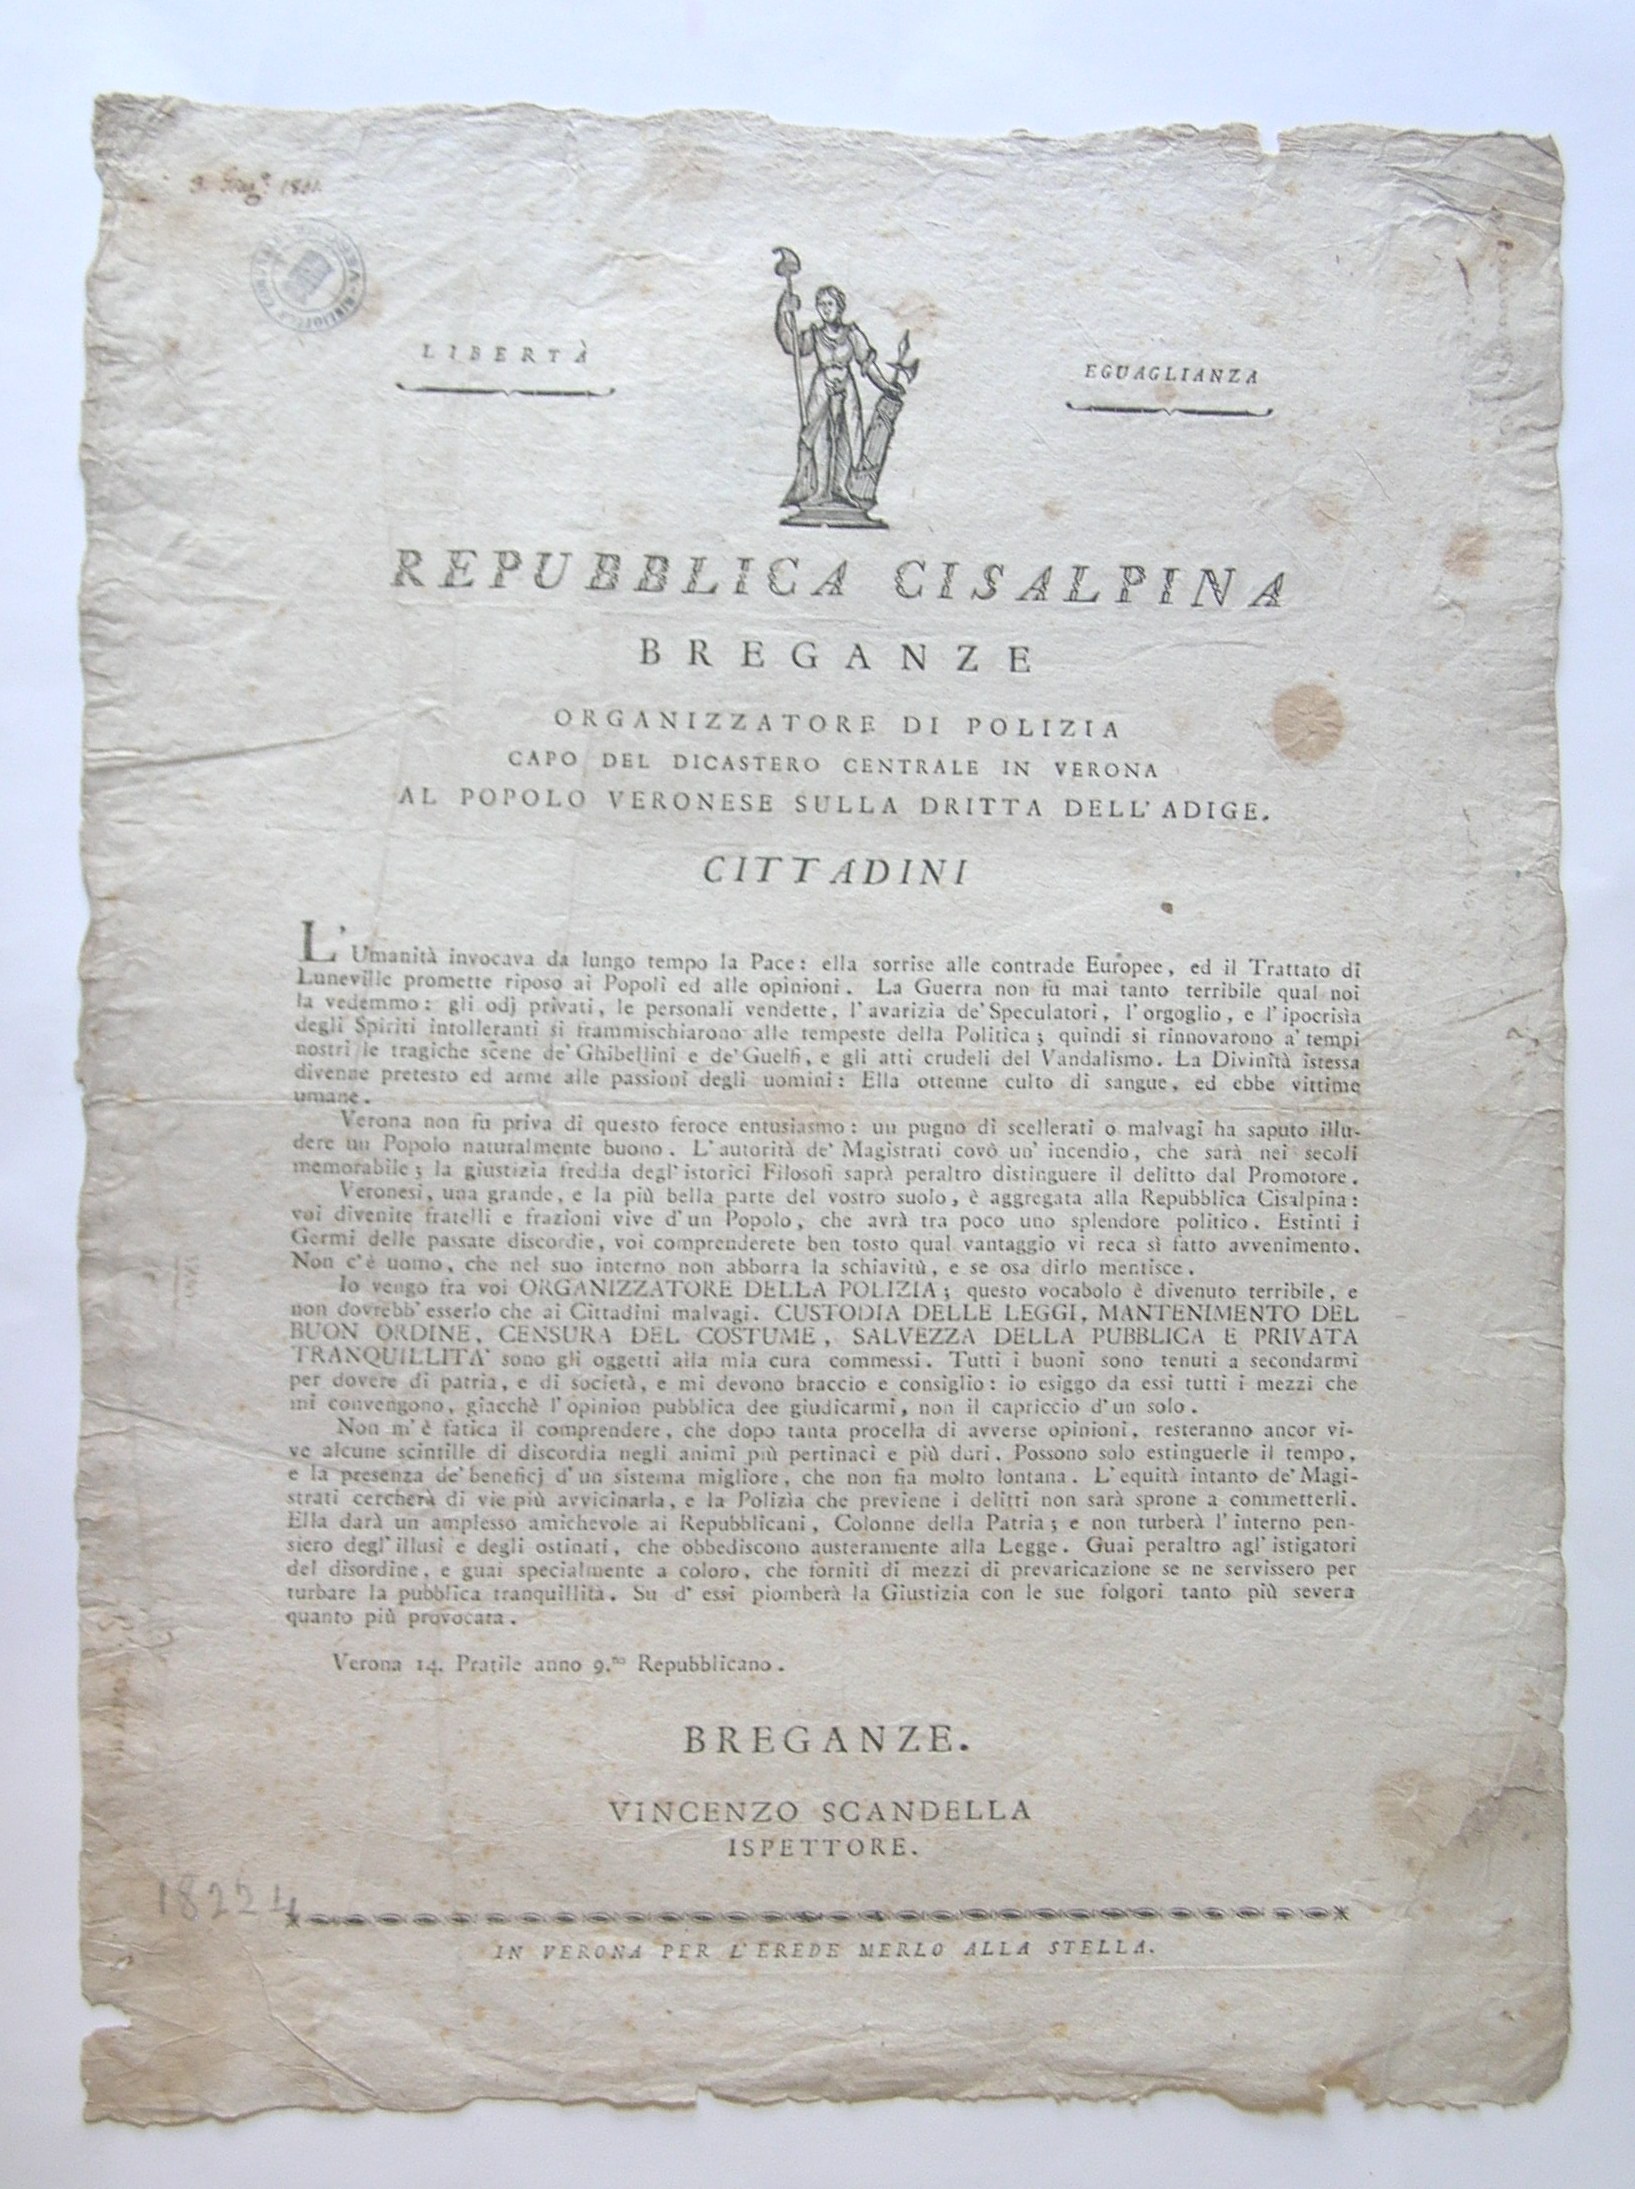 LIBERTÀ
EGUAGLIANZA
REPUBBLICA CISALPINA
BREGANZE
ORGANIZZATORE DI POLIZIA
CAPO DEL DICASTERO CENTRALE IN VERONA
AL POPOLO VERONESE SULLA DRITTA DELL'ADIGE.
CITTADINI
L'Umanità invocava da lungo tempo la Pace: ella sorrise alle contrade Europee, ed il Trattato di
Luneville promette riposo ai Popoli ed alle opinioni. La Guerra non fu mai tanto terribile qual noi
la vedemmo: gli odj privati, le personali vendette, l'avarizia de' Speculatori, l'orgoglio, e l'ipocrisìa
degli Spiriti intolleranti si frammischiarono alle tempeste della Politica; quindi si rinnovarono a' tempi
nostri le tragiche scene de' Ghibellini e de' Guelfi, e gli atti crudeli del Vandalismo. La Divinità istessa
divenne pretesto ed arme alle passioni degli uomini: Ella ottenne culto di sangue, ed ebbe vittime
umane.
Verona non fu priva di questo feroce entusiasmo: un pugno di scellerati o malvagi ha saputo illu-
dere un Popolo naturalmente buono. L'autorità de' Magistrati covò un' incendio, che sarà nei secoli
memorabile; la giustizia fredda degl'istorici Filosofi saprà peraltro distinguere il delitto dal Promotore.
Veronesi, una grande, e la più bella parte del vostro suolo, è aggregata alla Repubblica Cisalpina:
voi divenite fratelli e frazioni vive d'un Popolo, che avrà tra poco uno splendore politico. Estinti i
Germi delle passate discordie, voi comprenderete ben tosto qual vantaggio vi reca sì fatto avvenimento.
Non c'è uomo, che nel suo interno non abborra la schiavitù, e se osa dirlo mentisce.
Io vengo fra voi ORGANIZZATORE DELLA POLIZIA; questo vocabolo è divenuto terribile, e
non dovrebb' esserlo che ai Cittadini malvagi. CUSTODIA DELLE LEGGI, MANTENIMENTO DEL
BUON ORDINE, CENSURA DEL COSTUME, SALVEZZA DELLA PUBBLICA E PRIVATA
TRANQUILLITA' sono gli oggetti alla mia cura commessi. Tutti i buoni sono tenuti a secondarmi
per dovere di patria, e di società, e mi devono braccio e consiglio: io esiggo da essi tutti i mezzi che
mi convengono, giacchè l'opinion pubblica dee giudicarmi, non il capriccio d'un solo.
Non m'è fatica il comprendere, che dopo tanta procella di avverse opinioni, resteranno ancor vi-
ve alcune scintille di discordia negli animi più pertinaci e più duri. Possono solo estinguerle il tempo,
e la presenza de' beneficj d'un sistema migliore, che non fia molto lontana. L'equità intanto de' Magi-
strati cercherà di vie più avvicinarla, e la Polizia che previene i delitti non sarà sprone a commetterli.
Ella darà un amplesso amichevole ai Repubblicani, Colonne della Patria; e non turberà l'interno pen-
siero degl'illusi e degli ostinati, che obbediscono austeramente alla Legge. Guai peraltro agl'istigatori
del disordine, e guai specialmente a coloro, che forniti di mezzi di prevaricazione se ne servissero per
turbare la pubblica tranquillità. Su d' essi piomberà la Giustizia con le sue folgori tanto più severa
quanto più provocata.
Verona 14. Pratile anno 9.no Repubblicano.
BREGANZE.
VINCENZO SCANDELLA
ISPETTORE.
18224
IN VERONA PER L'EREDE MERLO ALLA STELLA.